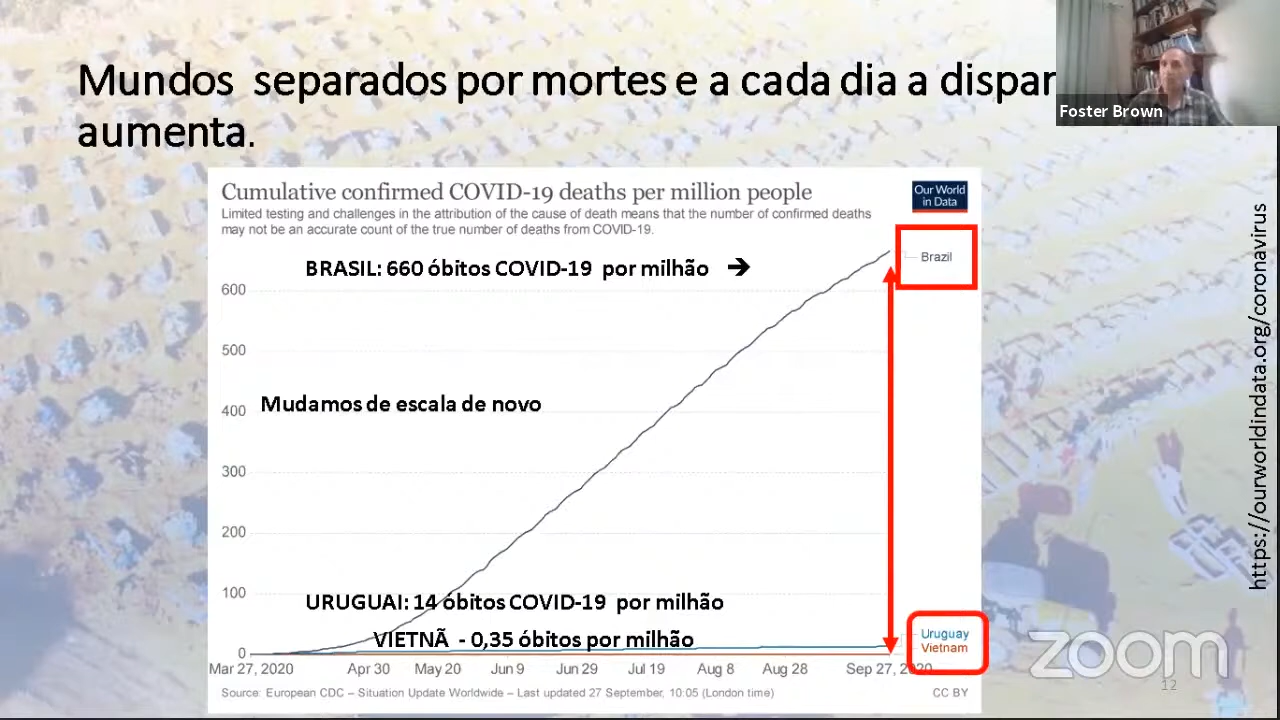 Mundos separados por mortes e a cada dia a dispar
aumenta.
Foster Brown
Cumulative confirmed COVID-19 deaths per million people
Our World
in Data
Limited testing and challenges in the attribution of the cause of death means that the number of confirmed deaths
may not be an accurate count of the true number of deaths from COVID-19.
BRASIL: 660 óbitos COVID-19 por milhão →
Brazil
600
500
400
Mudamos de escala de novo
300
200
100
URUGUAI: 14 óbitos COVID-19 por milhão
VIETNÃ - 0,35 óbitos por milhão
0
Uruguay
Vietnam
Mar 27, 2020 Apr 30 May 20 Jun 9 Jun 29 Jul 19 Aug 8 Aug 28 Sep 27, 2020
Source: European CDC – Situation Update Worldwide – Last updated 27 September, 10:05 (London time)
CC BY
https://ourworldindata.org/coronavirus
zoom
12